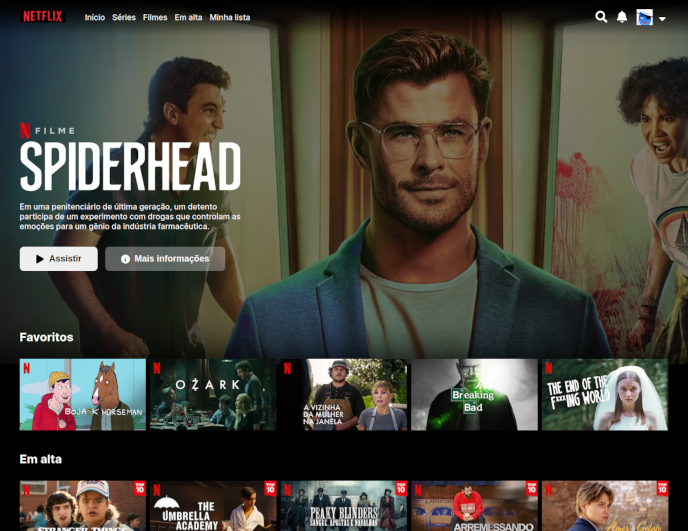 NETFLIX
Início Séries Filmes Em alta Minha lista
N FILME
SPIDERHEAD
Em uma penitenciário de última geração, um detento
participa de um experimento com drogas que controlam as
emoções para um gênio da indústria farmacêutica.
Assistir
Mais informações
Favoritos
N
BOJACK HORSEMAN
OZARK
N
A VIZINHA
DA MULHER
NA JANELA
Breaking
Bad
N
THE END OF THE
F***ING WORLD
Em alta
N
TOP
10
STRANGER THINGS
TOP
10
THE
UMBRELLA
ACADEMY
N
TOP
10
PEAKY BLINDERS
SANGUE, APOSTAS E NAVALHAS
N
TOP
10
ARREMESSANDO
N
TOP
10
Amor & Gelato